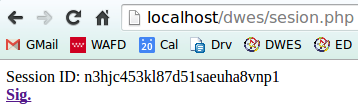 localhost/dwes/sesion.php
GMail WAFD 20 Cal Drv DWES ED
Session ID: n3hjc453kl87d51saeuha8vnp1
Sig.